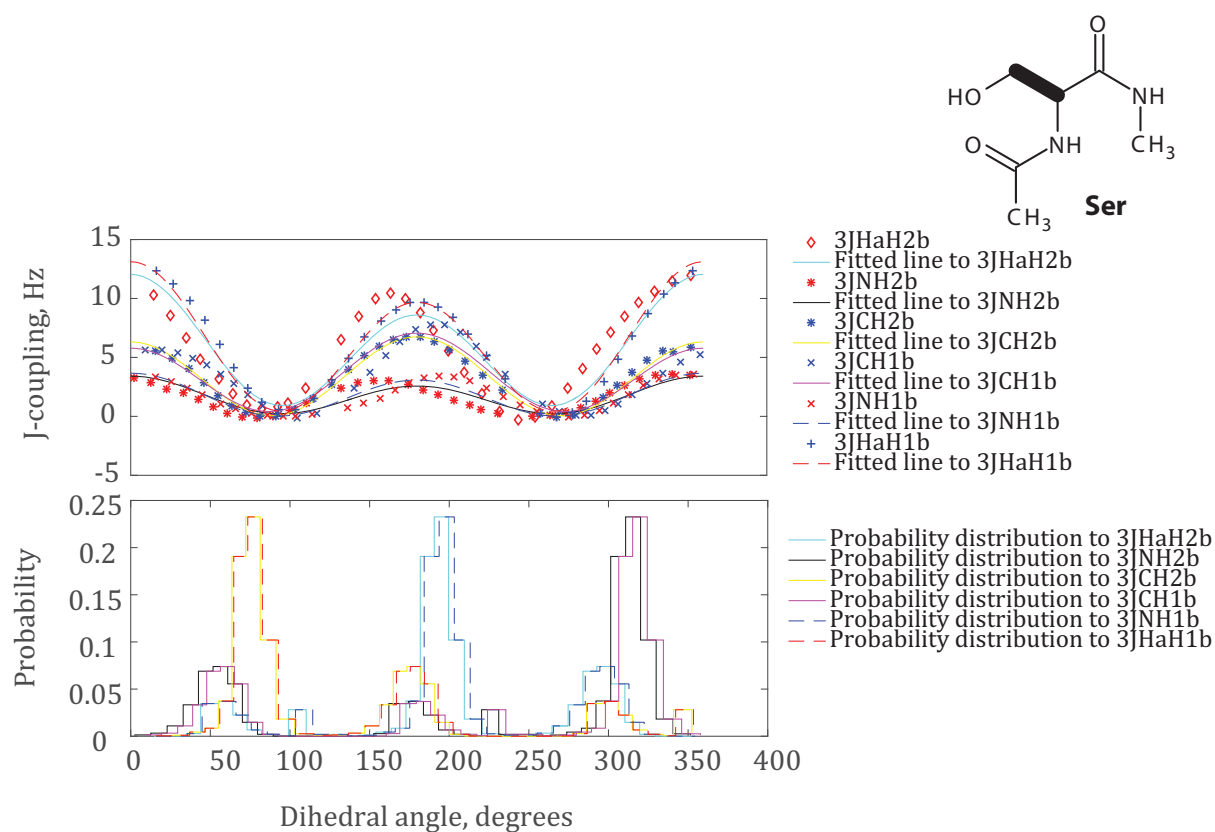 O
HO
NH
O
NH
CH3
CH3
Ser
15
10
5
0
-5
J-coupling, Hz
3JHaH2b
Fitted line to 3JHaH2b
3JNH2b
Fitted line to 3JNH2b
3JCH2b
Fitted line to 3JCH2b
3JCH1b
Fitted line to 3JCH1b
3JNH1b
Fitted line to 3JNH1b
3JHaH1b
Fitted line to 3JHaH1b
0.25
0.2
0.15
0.1
0.05
0
Probability
Probability distribution to 3JHaH2b
Probability distribution to 3JNH2b
Probability distribution to 3JCH2b
Probability distribution to 3JCH1b
Probability distribution to 3JNH1b
Probability distribution to 3JHaH1b
0 50 100 150 200 250 300 350 400
Dihedral angle, degrees